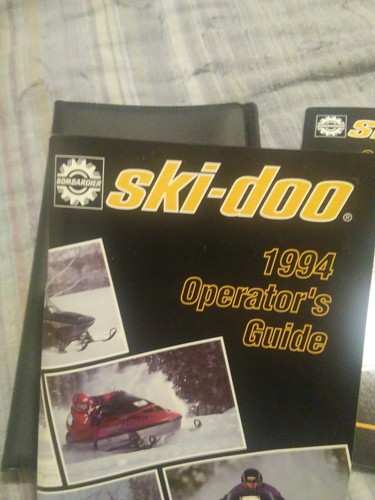 BOMBARDIER
ski-doo®
1994
Operator's
Guide